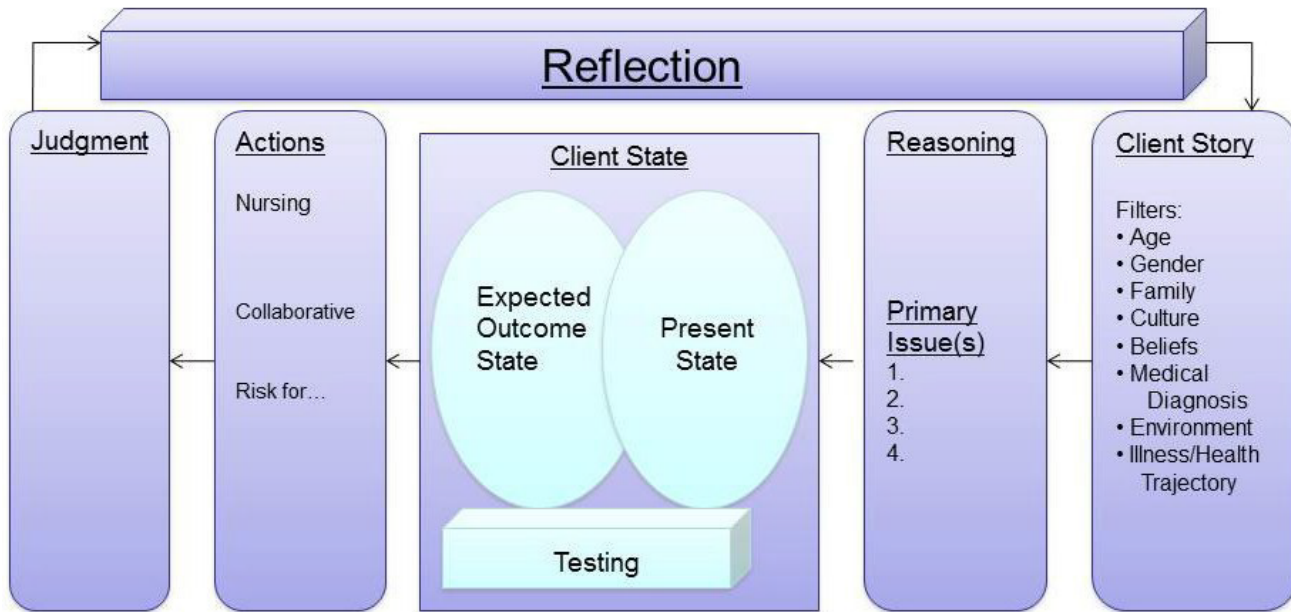 Reflection
Judgment
Actions
Nursing
Collaborative
Risk for…
Client State
Expected
Outcome
State
Present
State
Testing
Reasoning
Primary
Issue(s)
1.
2.
3.
4.
Client Story
Filters:
• Age
• Gender
• Family
• Culture
• Beliefs
• Medical
Diagnosis
• Environment
• Illness/Health
Trajectory